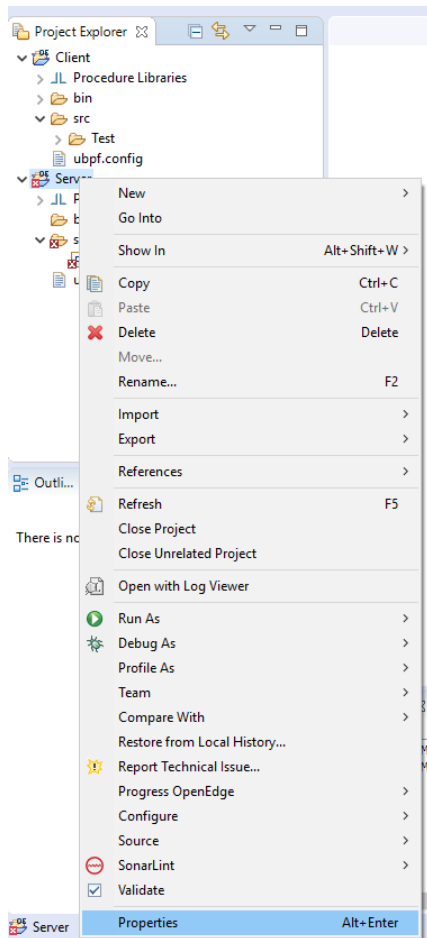 Project Explorer
Client
Procedure Libraries
bin
src
Test
ubpf.config
Server
New
Go Into
Show In Alt+Shift+W >
Copy Ctrl+C
Paste Ctrl+V
Delete Delete
Move...
Rename... F2
Import
Export
References
Outli...
Refresh F5
There is no
Close Project
Close Unrelated Project
Open with Log Viewer
Run As
Debug As
Profile As
Team
Compare With
Restore from Local History...
Report Technical Issue...
Progress OpenEdge
Configure
Source
SonarLint
Validate
Server
Properties Alt+Enter